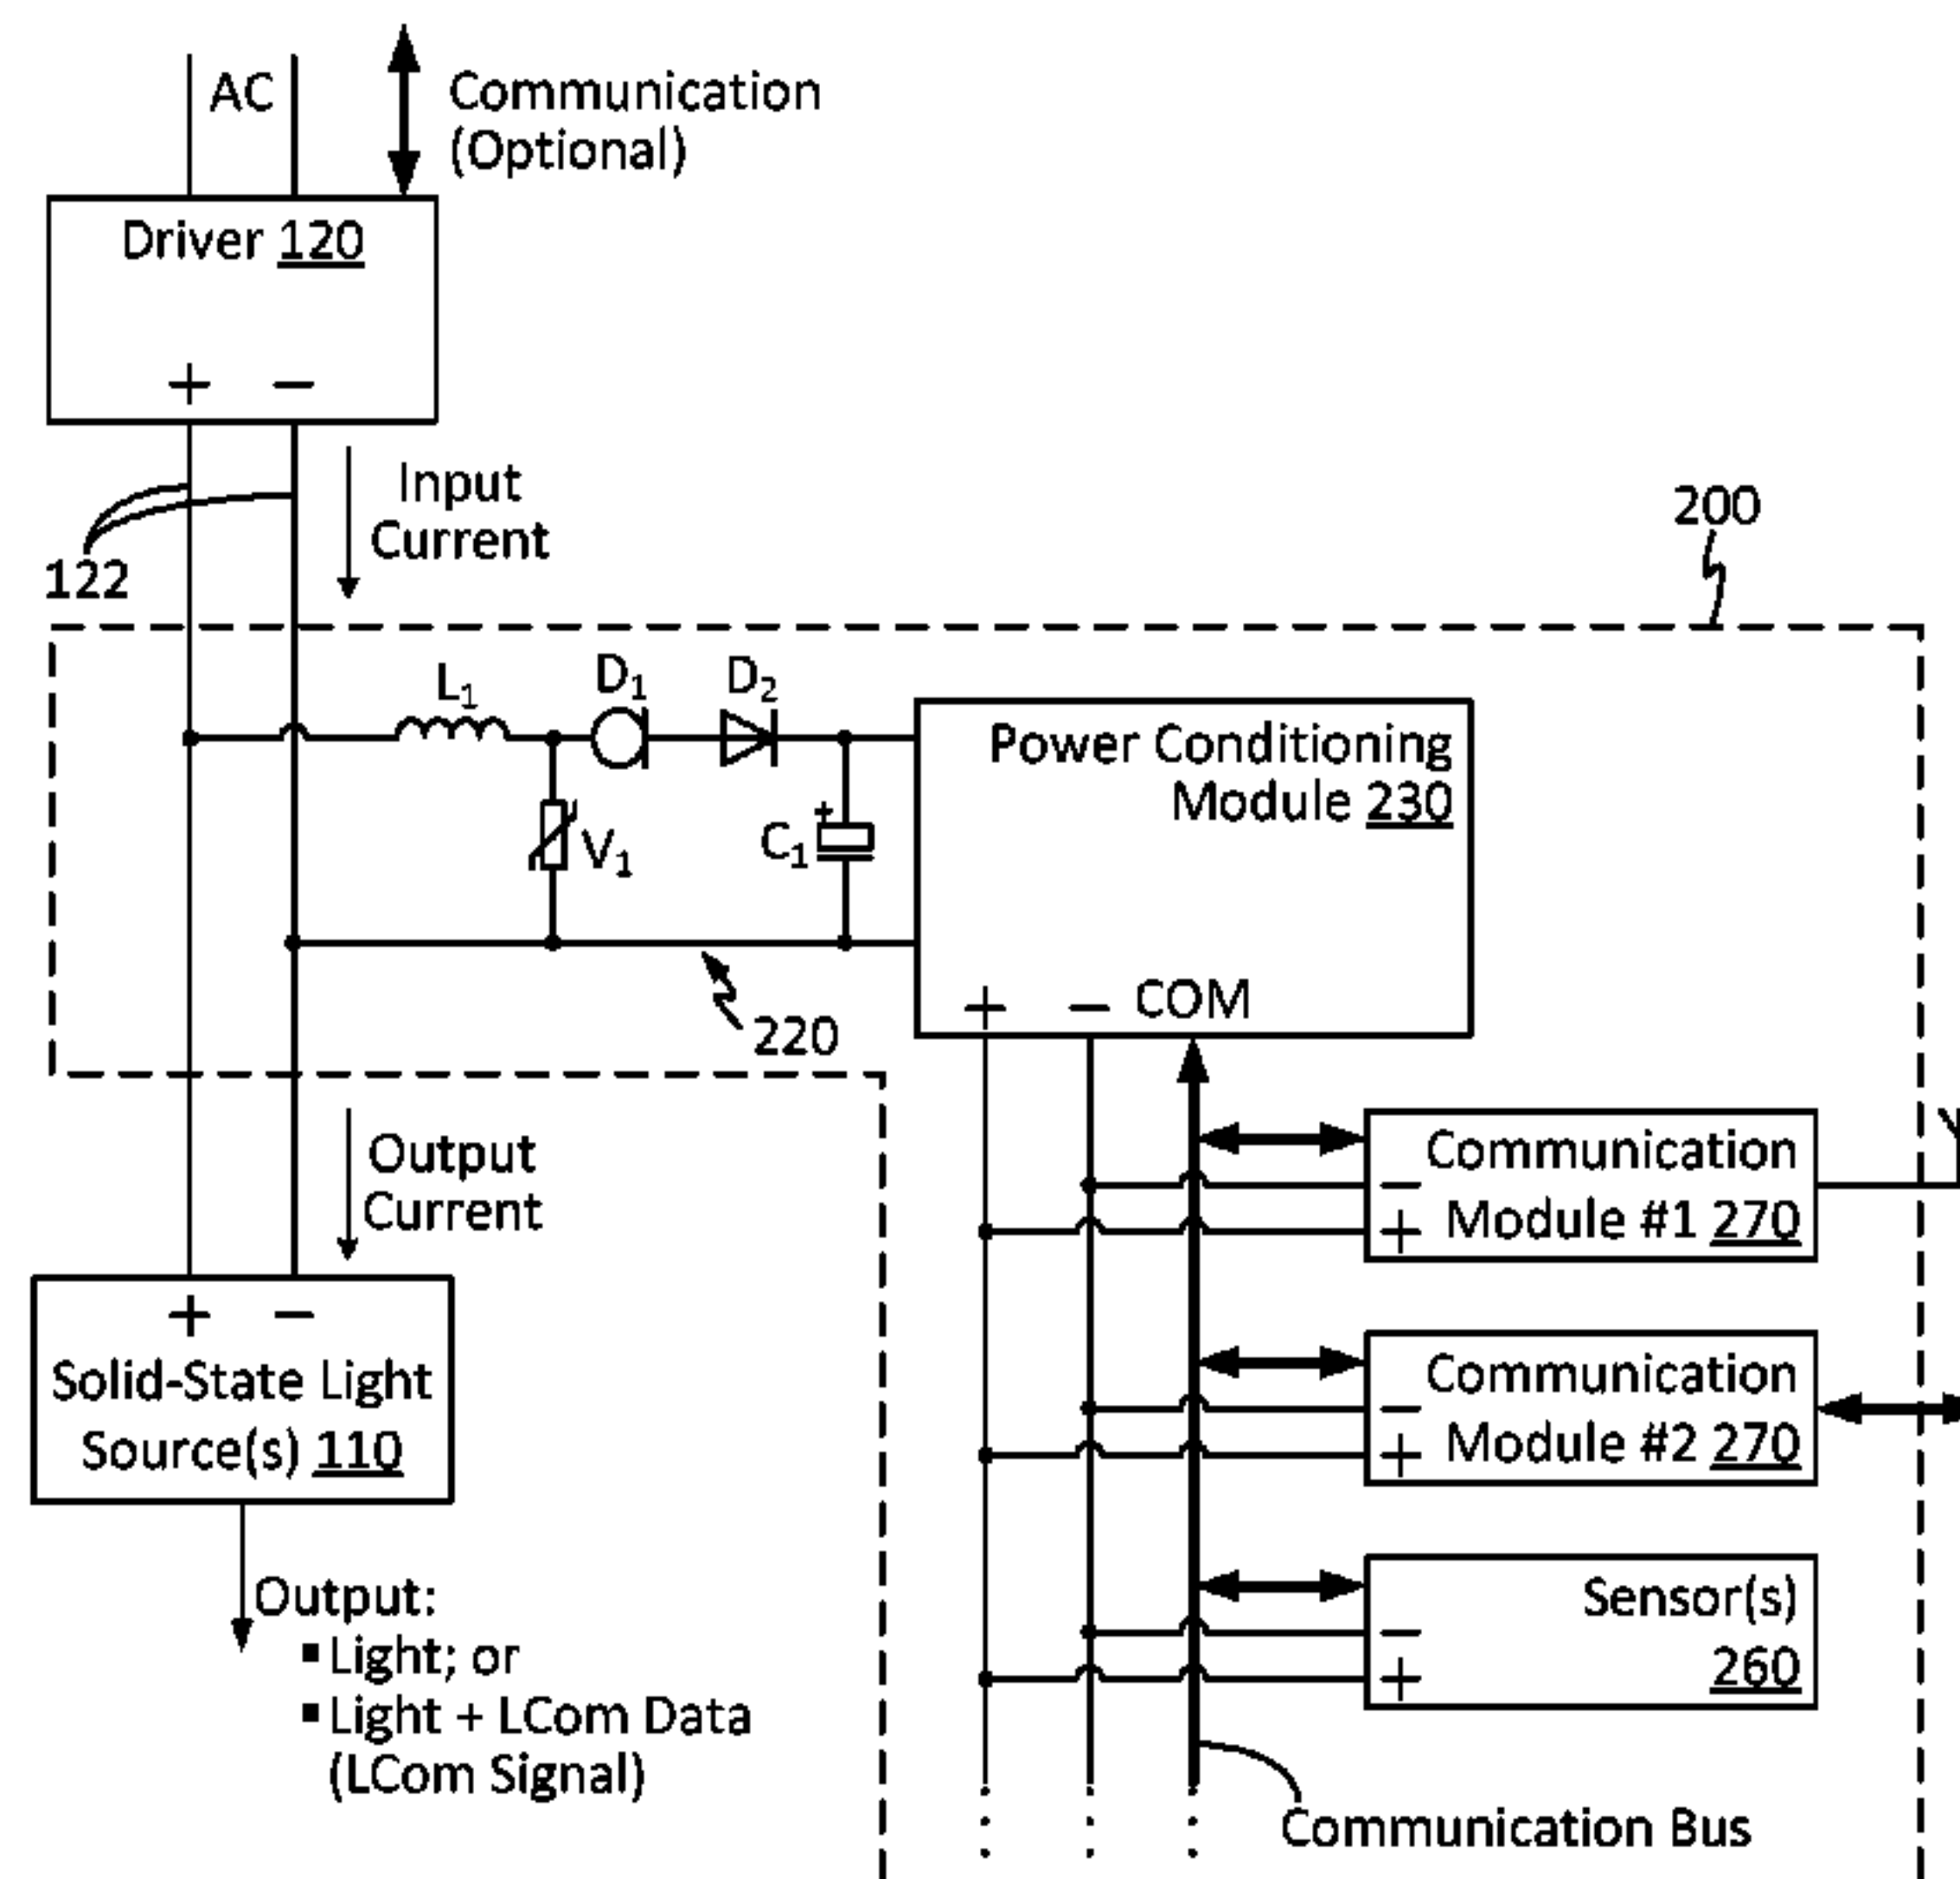 AC
Communication
(Optional)
Driver 120
+ −
Input
Current
122
200
L1
D1
D2
Power Conditioning
Module 230
V1
+
C1
+ − COM
220
Output
Current
Communication
−
Module #1 270
+
+ −
Solid-State Light
Source(s) 110
Communication
−
Module #2 270
+
Output:
▪ Light; or
▪ Light + LCom Data
(LCom Signal)
Sensor(s)
−
260
+
Communication Bus